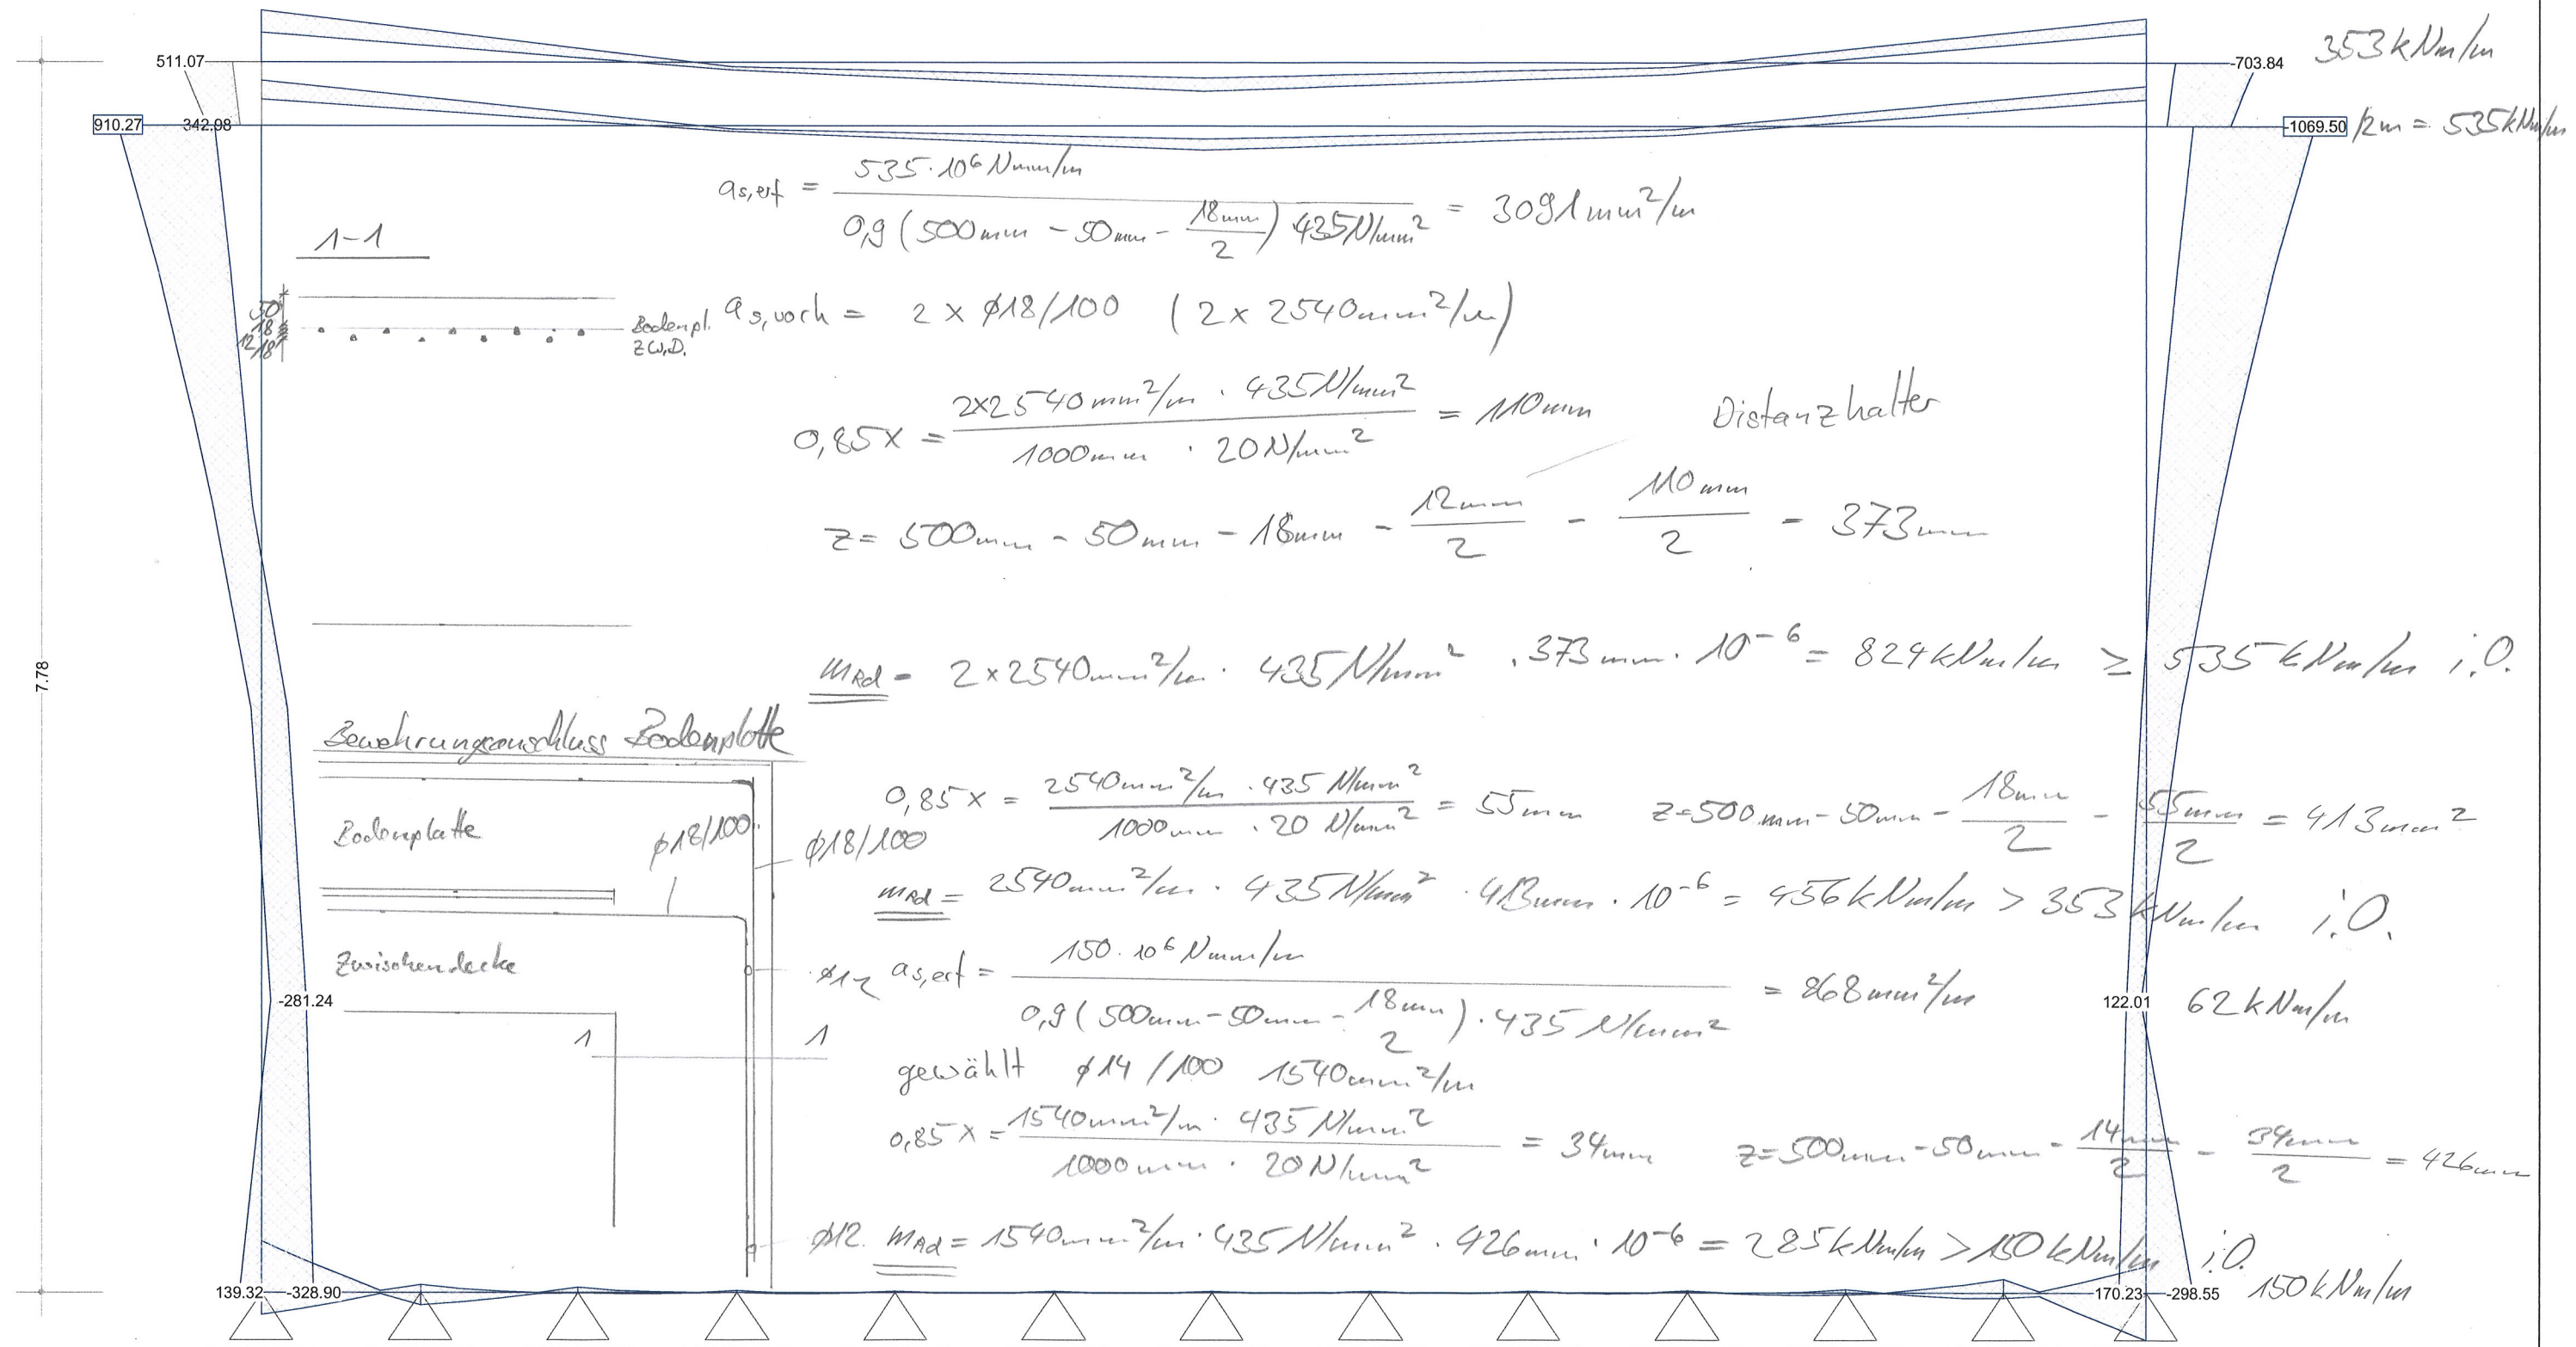 353 kNm/m
511.07
-703.84
910.27
342.98
-1069.50 /2m = 535 kNm/m
as,erf = 535·10⁶ Nmm/m / 0,9 (500mm - 50mm - 18mm/2) · 435 N/mm² = 3091 mm²/m
1-1
50
18
12
18
Bodenpl.
ZW.D.
as,vorh = 2 x ϕ18/100 (2 x 2540mm²/m)
0,85x = 2x2540mm²/m · 435 N/mm² / 1000mm · 20 N/mm² = 110mm
Distanzhalter
z = 500mm - 50mm - 18mm - 12mm/2 - 110mm/2 = 373mm
7.78
mRd = 2x2540mm²/m · 435 N/mm² · 373mm · 10⁻⁶ = 824 kNm/m ≥ 535 kNm/m i.O.
Bewehrungsanschluss Bodenplatte
0,85x = 2540mm²/m · 435 N/mm² / 1000mm · 20 N/mm² = 55mm z=500mm - 50mm - 18mm/2 - 55mm/2 = 413mm²
Bodenplatte
ϕ18/100
ϕ18/100
mRd = 2540mm²/m · 435 N/mm² · 413mm · 10⁻⁶ = 456 kNm/m > 353 kNm/m i.O.
Zwischendecke
ϕ12
as,erf = 150·10⁶ Nmm/m / 0,9 (500mm - 50mm - 18mm/2) · 435 N/mm² = 868mm²/m
-281.24
122.01
62 kNm/m
1
1
gewählt ϕ14/100 1540mm²/m
0,85x = 1540mm²/m · 435 N/mm² / 1000mm · 20 N/mm² = 34mm z=500mm - 50mm - 14mm/2 - 34mm/2 = 426mm
ϕ12
mRd = 1540mm²/m · 435 N/mm² · 426mm · 10⁻⁶ = 285 kNm/m > 150 kNm/m i.O.
139.32
-328.90
170.23
-298.55
150 kNm/m